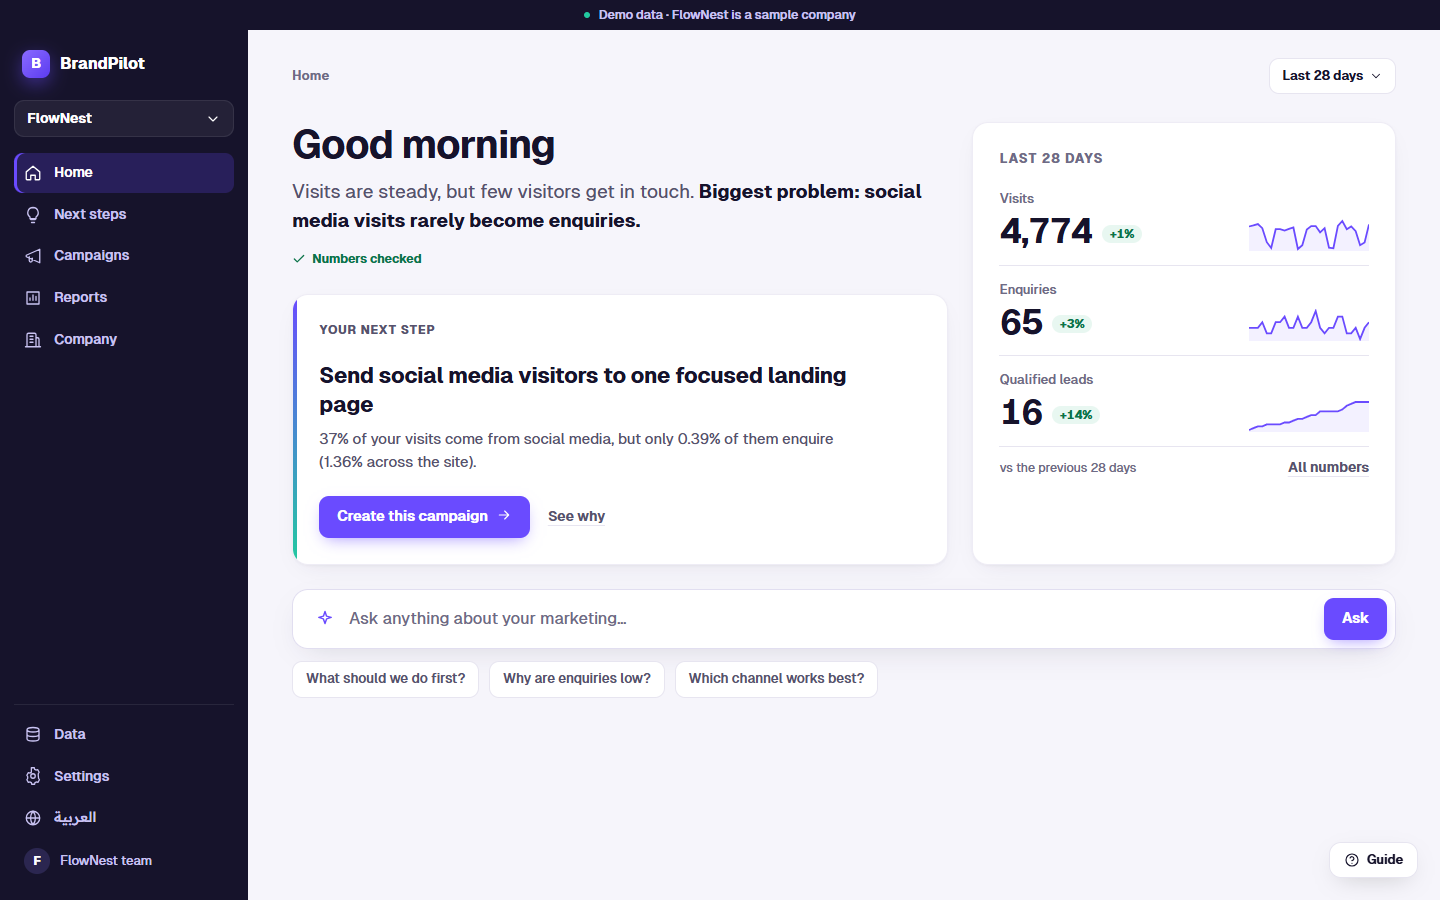 Demo data · FlowNest is a sample company
B BrandPilot
FlowNest
Home
Next steps
Campaigns
Reports
Company
Data
Settings
العربية
F FlowNest team
Home
Last 28 days
Good morning
Visits are steady, but few visitors get in touch. Biggest problem: social
media visits rarely become enquiries.
Numbers checked
YOUR NEXT STEP
Send social media visitors to one focused landing
page
37% of your visits come from social media, but only 0.39% of them enquire
(1.36% across the site).
Create this campaign
See why
LAST 28 DAYS
Visits
4,774 +1%
Enquiries
65 +3%
Qualified leads
16 +14%
vs the previous 28 days
All numbers
Ask anything about your marketing...
Ask
What should we do first?
Why are enquiries low?
Which channel works best?
Guide